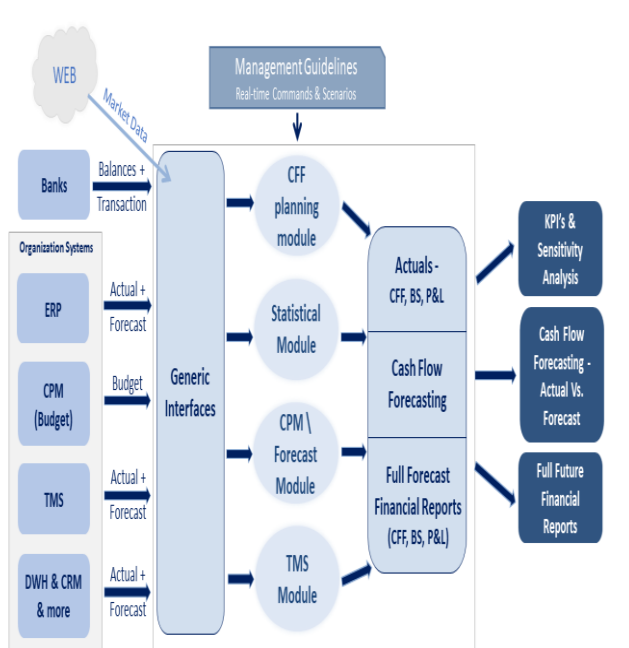 WEB
Market Data
Management Guidelines
Real-time Commands & Scenarios
Banks
Balances +
Transaction
Organization Systems
ERP
Actual +
Forecast
CPM
(Budget)
Budget
TMS
Actual +
Forecast
DWH & CRM
& more
Actual +
Forecast
Generic
Interfaces
CFF
planning
module
Statistical
Module
CPM \
Forecast
Module
TMS
Module
Actuals -
CFF, BS, P&L
Cash Flow
Forecasting
Full Forecast
Financial Reports
(CFF, BS, P&L)
KPI's &
Sensitivity
Analysis
Cash Flow
Forecasting -
Actual Vs.
Forecast
Full Future
Financial
Reports